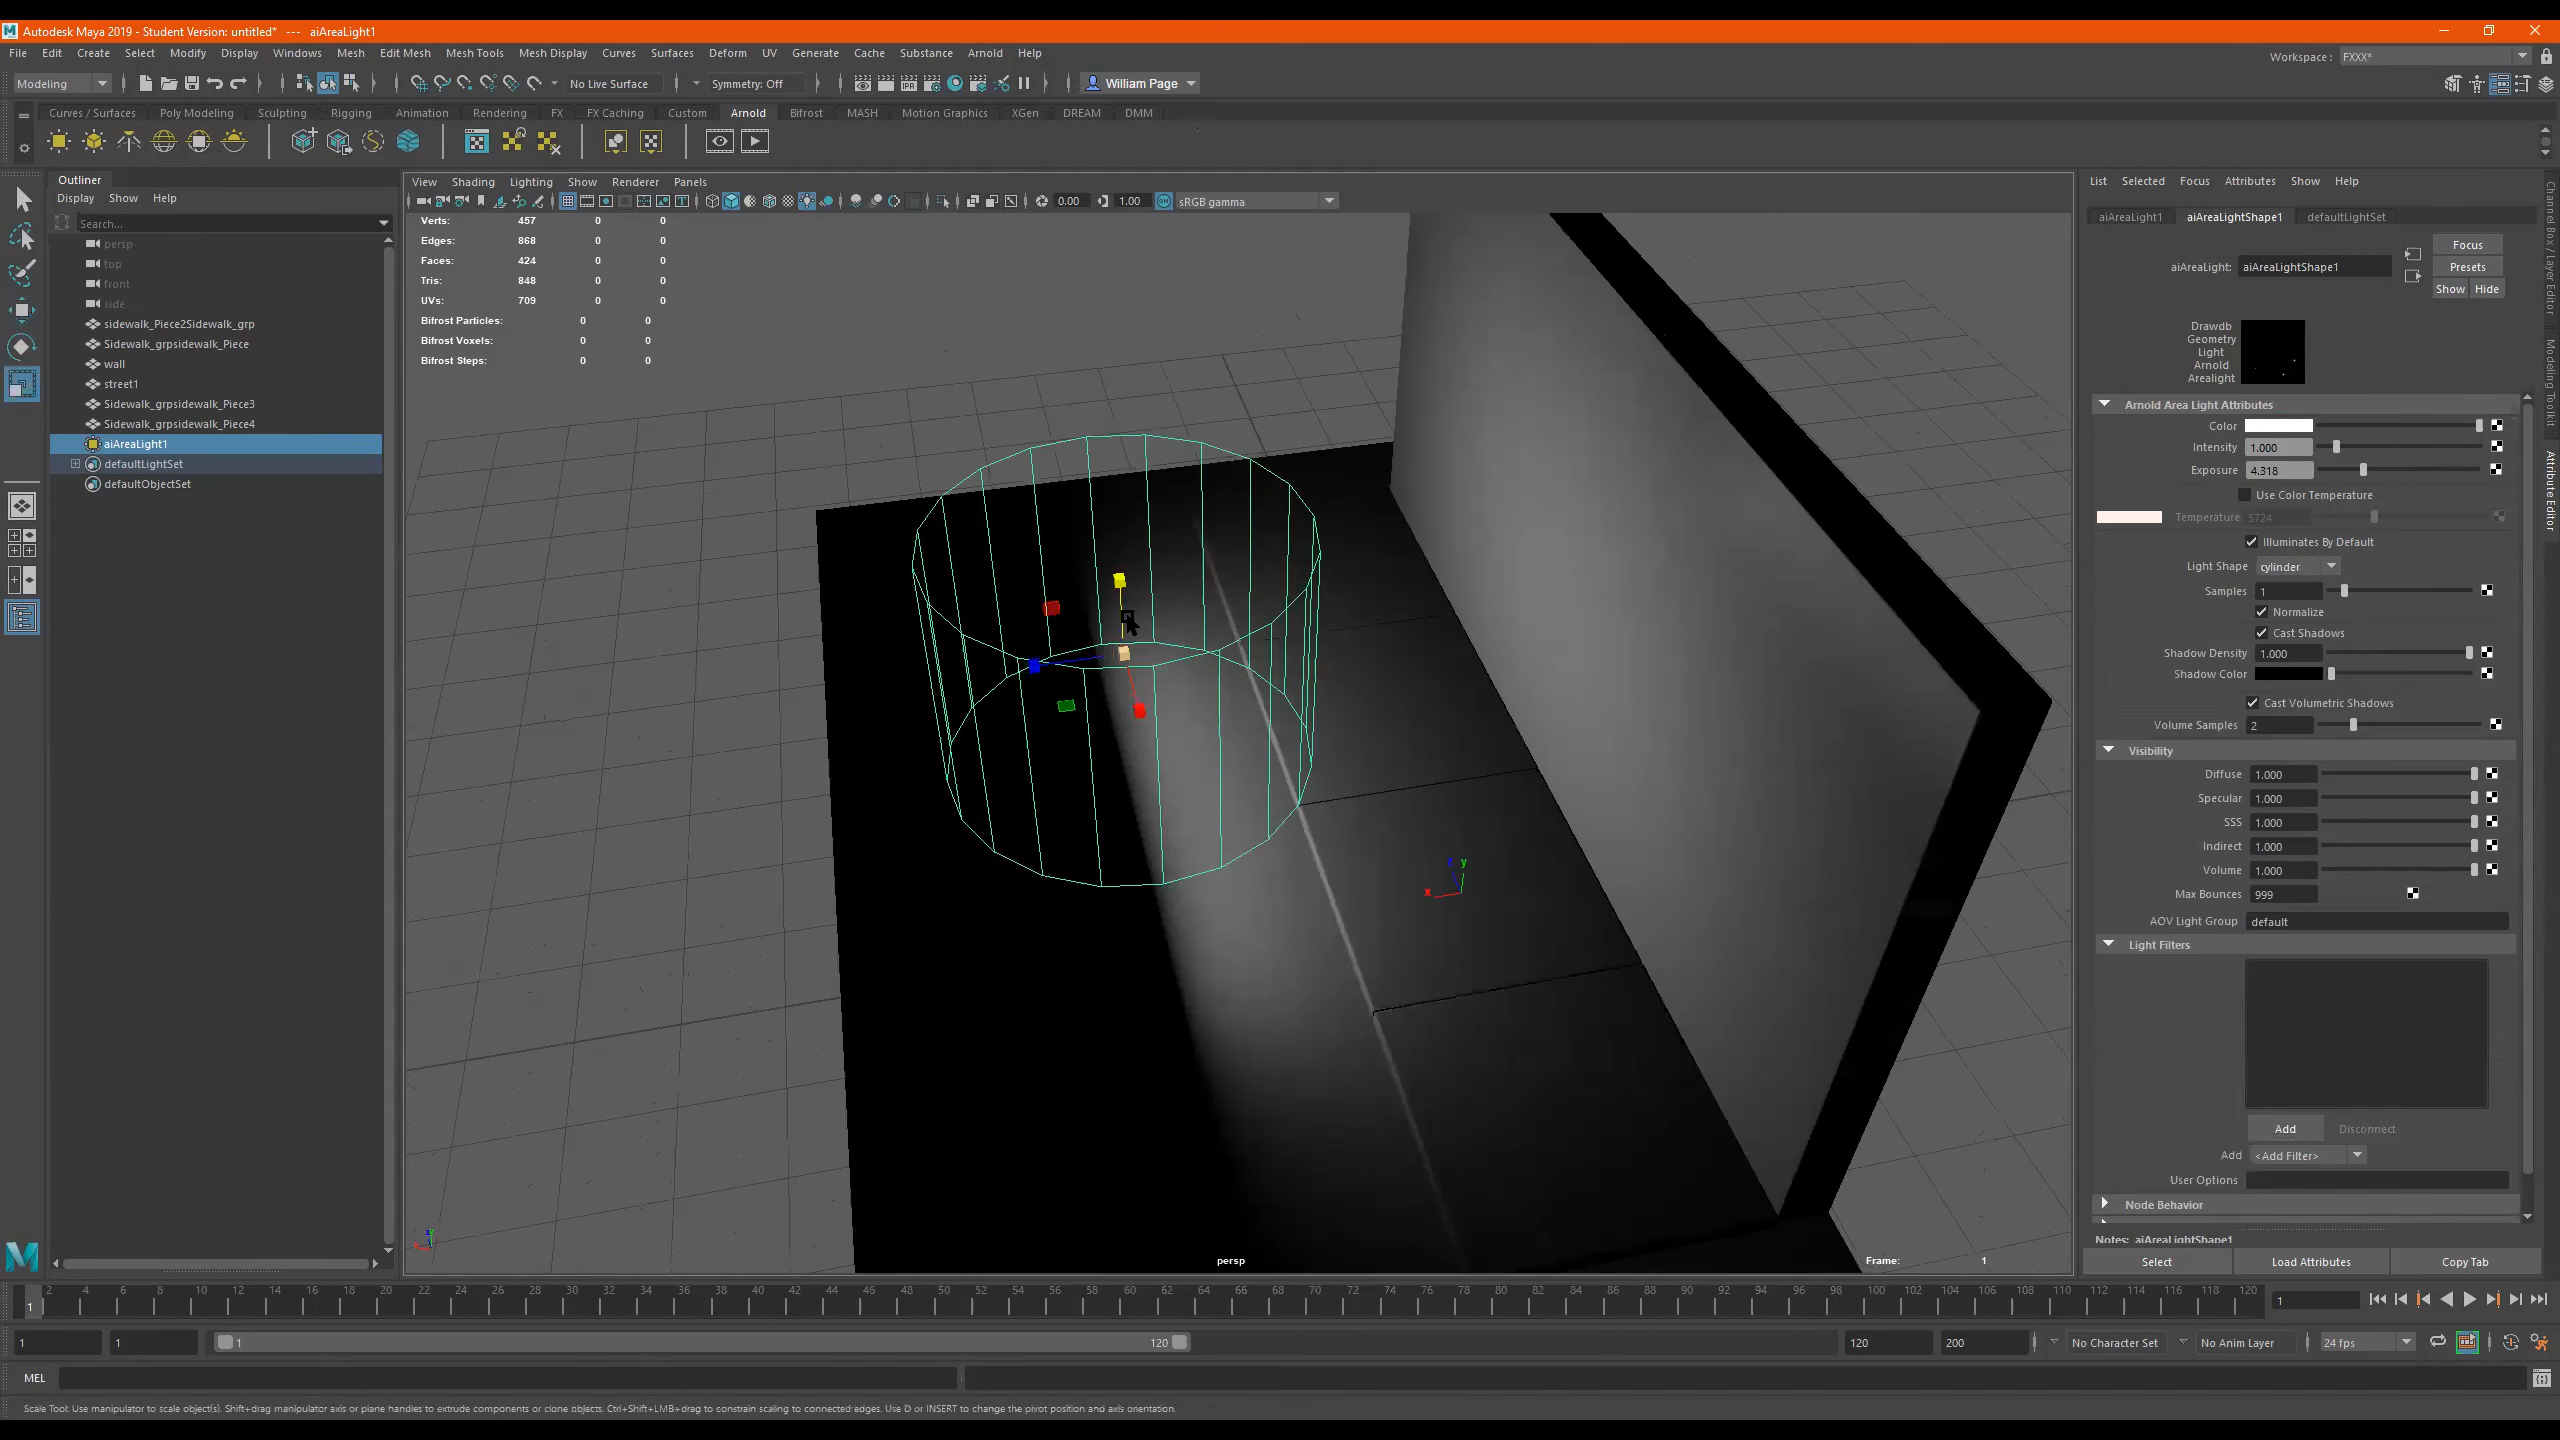 Autodesk Maya 2019 - Student Version: untitled*   ---   aiAreaLight1
File Edit Create Select Modify Display Windows Mesh Edit Mesh Mesh Tools Mesh Display Curves Surfaces Deform UV Generate Cache Substance Arnold Help
Workspace : FXXX*
Modeling No Live Surface Symmetry: Off William Page
Curves / Surfaces Poly Modeling Sculpting Rigging Animation Rendering FX FX Caching Custom Arnold Bifrost MASH Motion Graphics XGen DREAM DMM
Outliner
Display Show Help
Search...
persp
top
front
side
sidewalk_Piece2Sidewalk_grp
Sidewalk_grpsidewalk_Piece
wall
street1
Sidewalk_grpsidewalk_Piece3
Sidewalk_grpsidewalk_Piece4
aiAreaLight1
defaultLightSet
defaultObjectSet
View Shading Lighting Show Renderer Panels
0.00 1.00 ON sRGB gamma
Verts: 457 0 0
Edges: 868 0 0
Faces: 424 0 0
Tris: 848 0 0
UVs: 709 0 0
Bifrost Particles: 0 0
Bifrost Voxels: 0 0
Bifrost Steps: 0 0
y
x
persp
Frame: 1
List Selected Focus Attributes Show Help
aiAreaLight1 aiAreaLightShape1 defaultLightSet
aiAreaLight: aiAreaLightShape1
Focus
Presets
Show Hide
Drawdb
Geometry
Light
Arnold
Arealight
Arnold Area Light Attributes
Color
Intensity 1.000
Exposure 4.318
Use Color Temperature
Temperature 5724
Illuminates By Default
Light Shape cylinder
Samples 1
Normalize
Cast Shadows
Shadow Density 1.000
Shadow Color
Cast Volumetric Shadows
Volume Samples 2
Visibility
Diffuse 1.000
Specular 1.000
SSS 1.000
Indirect 1.000
Volume 1.000
Max Bounces 999
AOV Light Group default
Light Filters
Add Disconnect
Add <Add Filter>
User Options
Node Behavior
Notes: aiAreaLightShape1
Select Load Attributes Copy Tab
Channel Box / Layer Editor
Modeling Toolkit
Attribute Editor
2 4 6 8 10 12 14 16 18 20 22 24 26 28 30 32 34 36 38 40 42 44 46 48 50 52 54 56 58 60 62 64 66 68 70 72 74 76 78 80 82 84 86 88 90 92 94 96 98 100 102 104 106 108 110 112 114 116 118 120
1 1
1 1 1 120 120 200 No Character Set No Anim Layer 24 fps
MEL
Scale Tool: Use manipulator to scale object(s). Shift+drag manipulator axis or plane handles to extrude components or clone objects. Ctrl+Shift+LMB+drag to constrain scaling to connected edges. Use D or INSERT to change the pivot position and axis orientation.